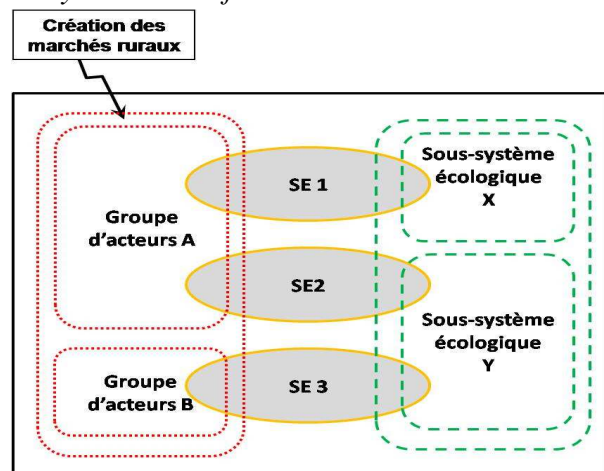 Création des
marchés ruraux
Groupe
d'acteurs A
Groupe
d'acteurs B
SE 1
SE2
SE 3
Sous-système
écologique
X
Sous-système
écologique
Y